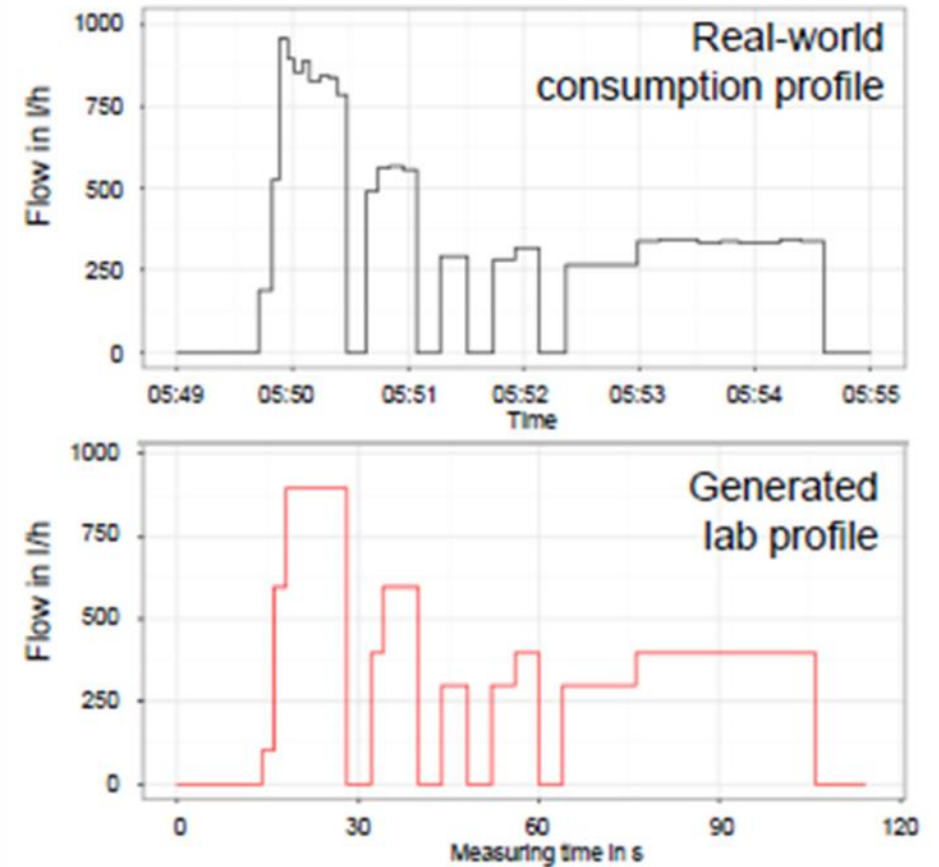 Real-world
consumption profile
Flow in l/h
1000
750
500
250
0
05:49 05:50 05:51 05:52 05:53 05:54 05:55
Time
Generated
lab profile
Flow in l/h
1000
750
500
250
0
0 30 60 90 120
Measuring time in s